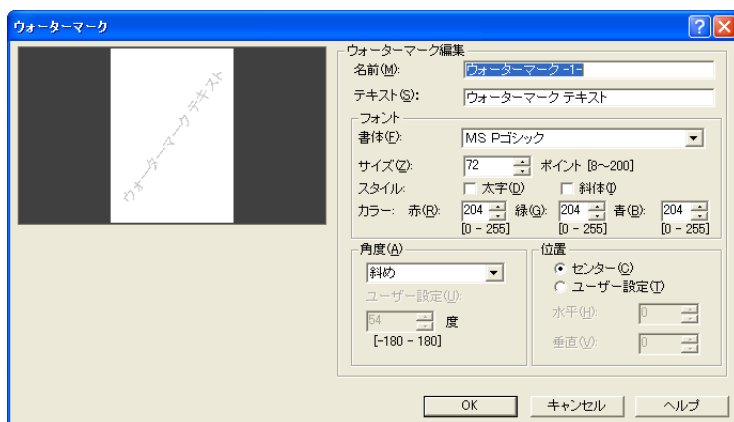 ウォーターマーク
ウォーターマーク テキスト
ウォーターマーク編集
名前(M): ウォーターマーク -1-
テキスト(S): ウォーターマーク テキスト
フォント
書体(F): MS Pゴシック
サイズ(Z): 72 ポイント [8～200]
スタイル: 太字(D) 斜体(I)
カラー: 赤(R): 204 緑(G): 204 青(B): 204
[0 - 255] [0 - 255] [0 - 255]
角度(A)
斜め
ユーザー設定(U):
54 度
[-180 - 180]
位置
センター(C)
ユーザー設定(T)
水平(H): 0
垂直(V): 0
OK キャンセル ヘルプ